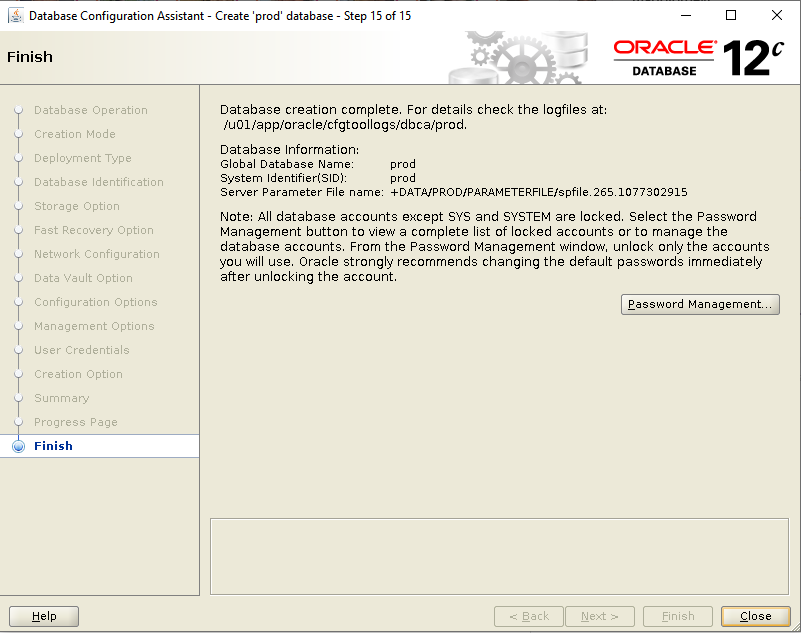 Database Configuration Assistant - Create 'prod' database - Step 15 of 15
Finish
ORACLE®
DATABASE
12c
Database Operation
Creation Mode
Deployment Type
Database Identification
Storage Option
Fast Recovery Option
Network Configuration
Data Vault Option
Configuration Options
Management Options
User Credentials
Creation Option
Summary
Progress Page
Finish
Database creation complete. For details check the logfiles at:
/u01/app/oracle/cfgtoollogs/dbca/prod.
Database Information:
Global Database Name: prod
System Identifier(SID): prod
Server Parameter File name: +DATA/PROD/PARAMETERFILE/spfile.265.1077302915
Note: All database accounts except SYS and SYSTEM are locked. Select the Password
Management button to view a complete list of locked accounts or to manage the
database accounts. From the Password Management window, unlock only the accounts
you will use. Oracle strongly recommends changing the default passwords immediately
after unlocking the account.
Password Management...
Help
< Back
Next >
Finish
Close